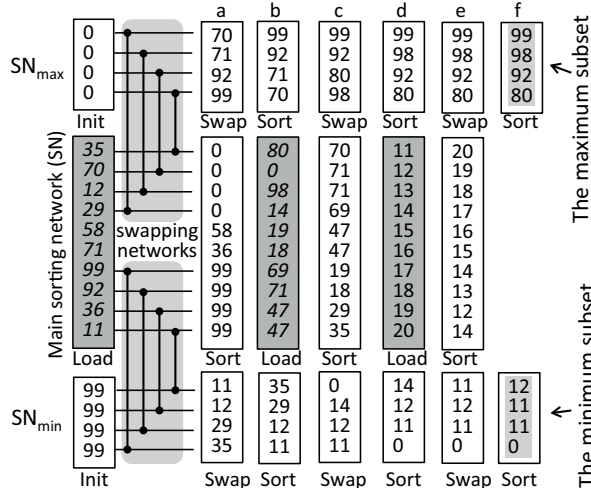 a b c d e f
0 70 99 99 99 99 99
0 71 92 92 98 98 98
SNmax
0 92 71 80 92 92 92
0 99 70 98 80 80 80
Init Swap Sort Swap Sort Swap Sort
The maximum subset
Main sorting network (SN)
35 0 80 70 11 20
70 0 0 71 12 19
12 0 98 71 13 18
29 0 14 69 14 17
58 swapping 58 19 47 16 16
71 networks 36 18 47 15 15
99 99 69 19 17 14
92 99 71 18 18 13
36 99 47 29 19 12
11 99 47 35 20 14
Load Sort Load Sort Load Sort
99 11 35 0 14 11 12
99 12 29 14 12 12 11
SNmin
99 29 12 12 11 11 11
99 35 11 11 0 0 0
Init Swap Sort Swap Sort Swap Sort
The minimum subset